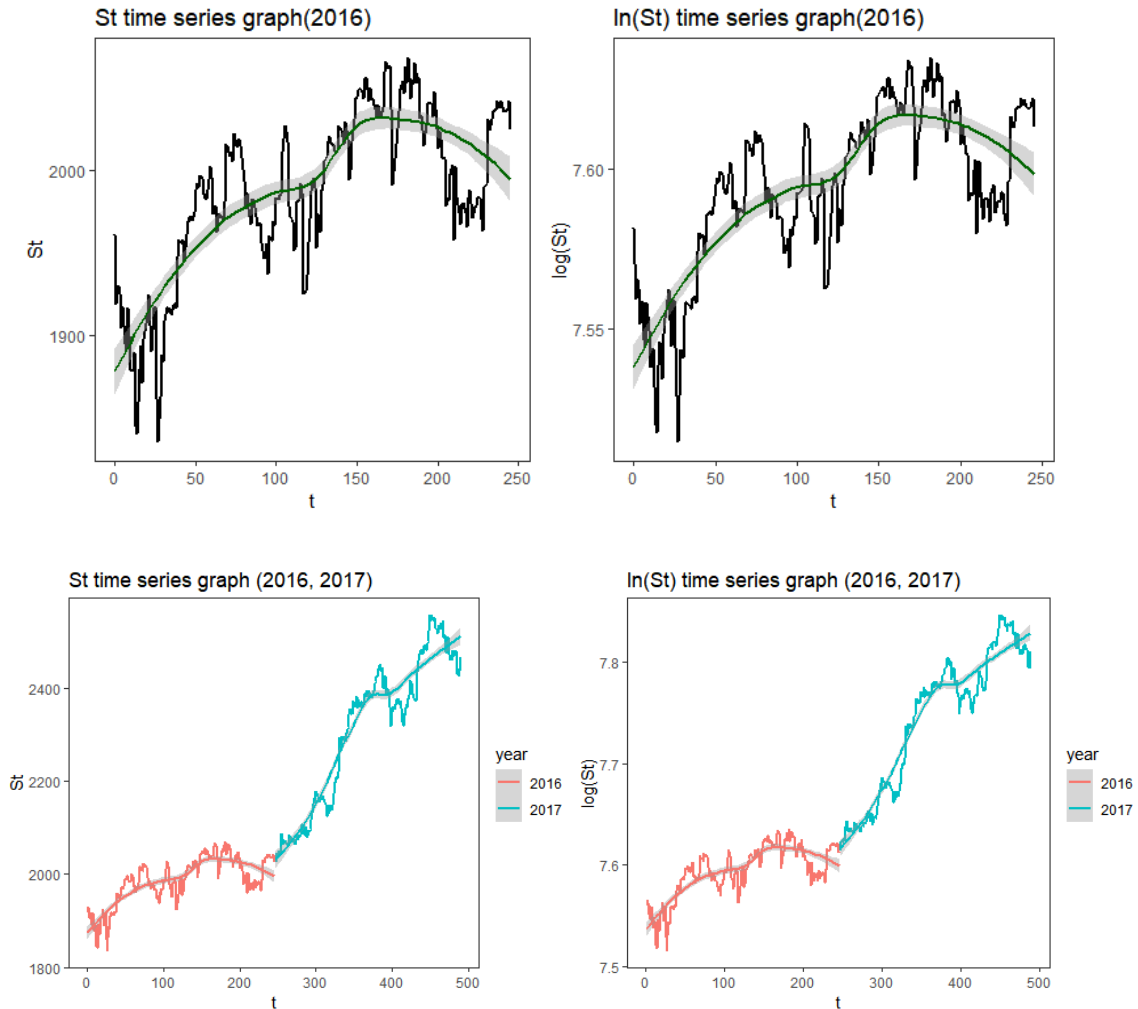 St time series graph(2016)
St
2000
1900
0 50 100 150 200 250
t
ln(St) time series graph(2016)
log(St)
7.60
7.55
0 50 100 150 200 250
t
St time series graph (2016, 2017)
St
2400
2200
2000
1800
0 100 200 300 400 500
t
year
2016
2017
ln(St) time series graph (2016, 2017)
log(St)
7.8
7.7
7.6
7.5
0 100 200 300 400 500
t
year
2016
2017